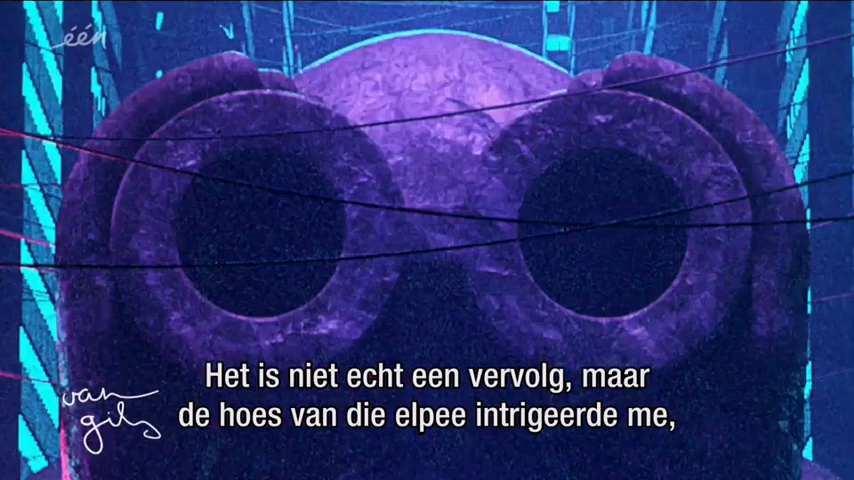 één
Het is niet echt een vervolg, maar
de hoes van die elpee intrigeerde me,
van
gils